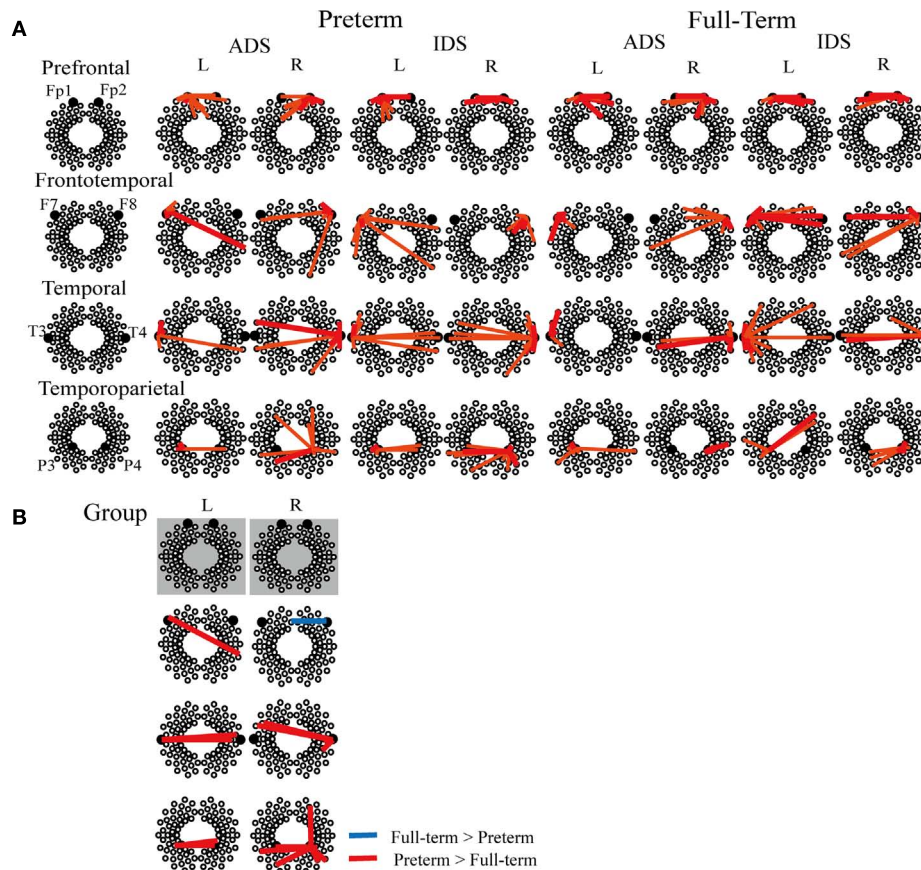 A
Preterm Full-Term
ADS IDS ADS IDS
L R L R L R L R
Prefrontal
Fp1 Fp2
Frontotemporal
F7 F8
Temporal
T3 T4
Temporoparietal
P3 P4
B
Group L R
Full-term > Preterm
Preterm > Full-term